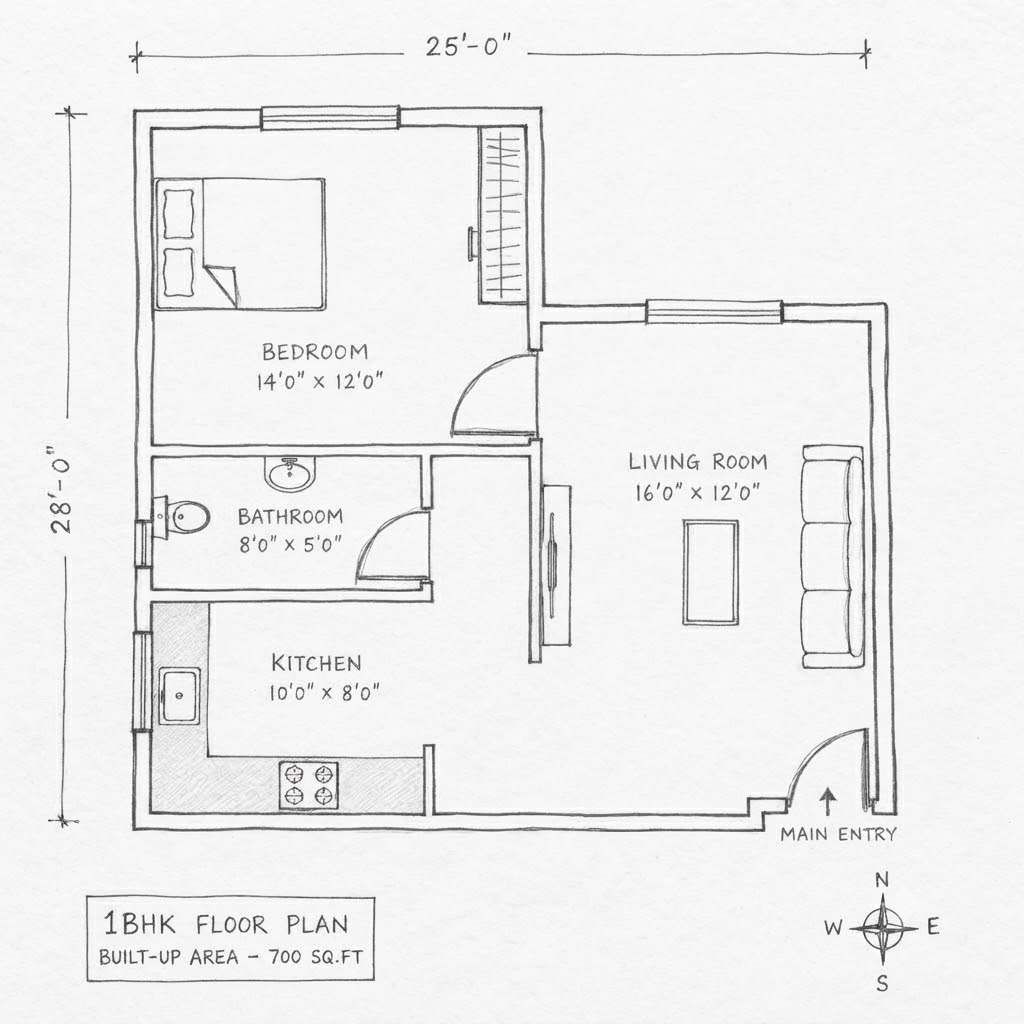 25'-0"
28'-0"
BEDROOM
14'0" x 12'0"
LIVING ROOM
16'0" x 12'0"
BATHROOM
8'0" x 5'0"
KITCHEN
10'0" x 8'0"
MAIN ENTRY
1BHK FLOOR PLAN
BUILT-UP AREA – 700 SQ.FT
N
W E
S